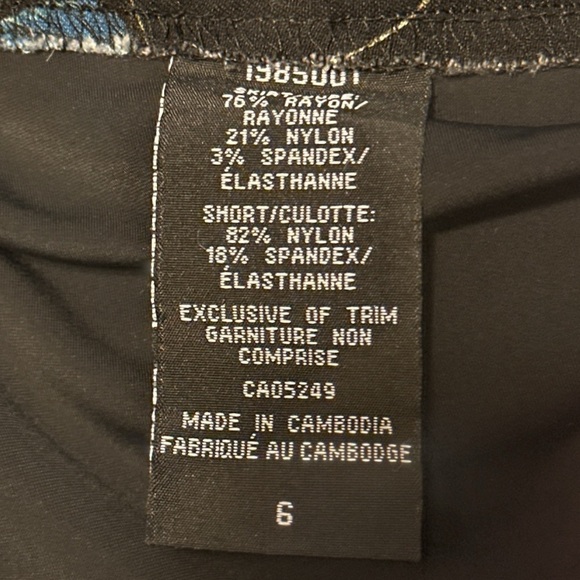 1985001
76% RAYON/
RAYONNE
21% NYLON
3% SPANDEX/
ÉLASTHANNE
SHORT/CULOTTE:
82% NYLON
18% SPANDEX/
ÉLASTHANNE
EXCLUSIVE OF TRIM
GARNITURE NON
COMPRISE
CA05249
MADE IN CAMBODIA
FABRIQUÉ AU CAMBODGE
6